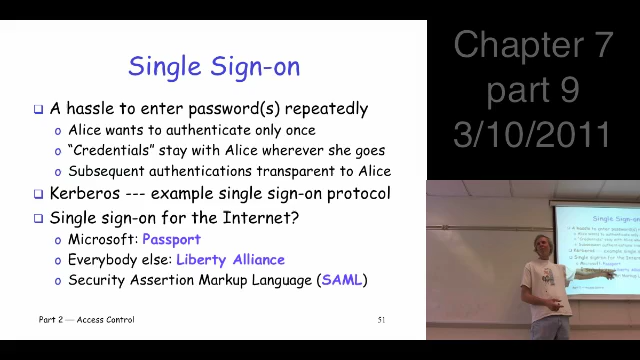 Single Sign-on
A hassle to enter password(s) repeatedly
Alice wants to authenticate only once
“Credentials” stay with Alice wherever she goes
Subsequent authentications transparent to Alice
Kerberos --- example single sign-on protocol
Single sign-on for the Internet?
Microsoft: Passport
Everybody else: Liberty Alliance
Security Assertion Markup Language (SAML)
Part 2 — Access Control
51
Chapter 7
part 9
3/10/2011
Single Sign-on